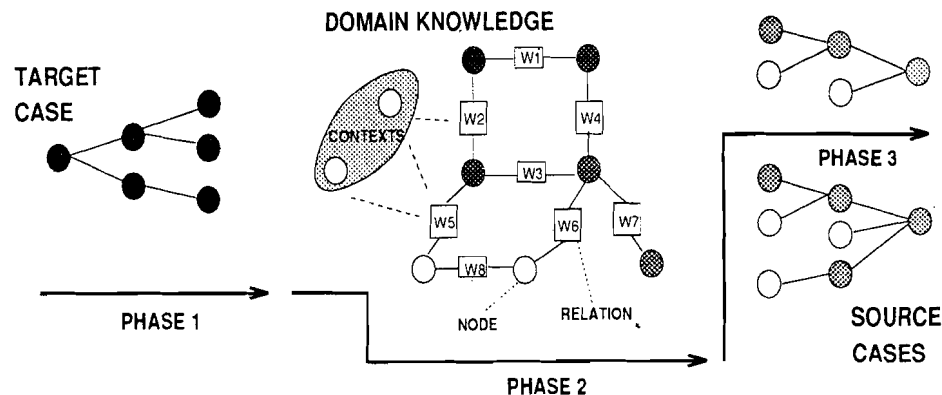 DOMAIN KNOWLEDGE
TARGET
CASE
W1
W2
W4
CONTEXTS
W3
W5
W6
W7
W8
NODE
RELATION
PHASE 1
PHASE 2
PHASE 3
SOURCE
CASES